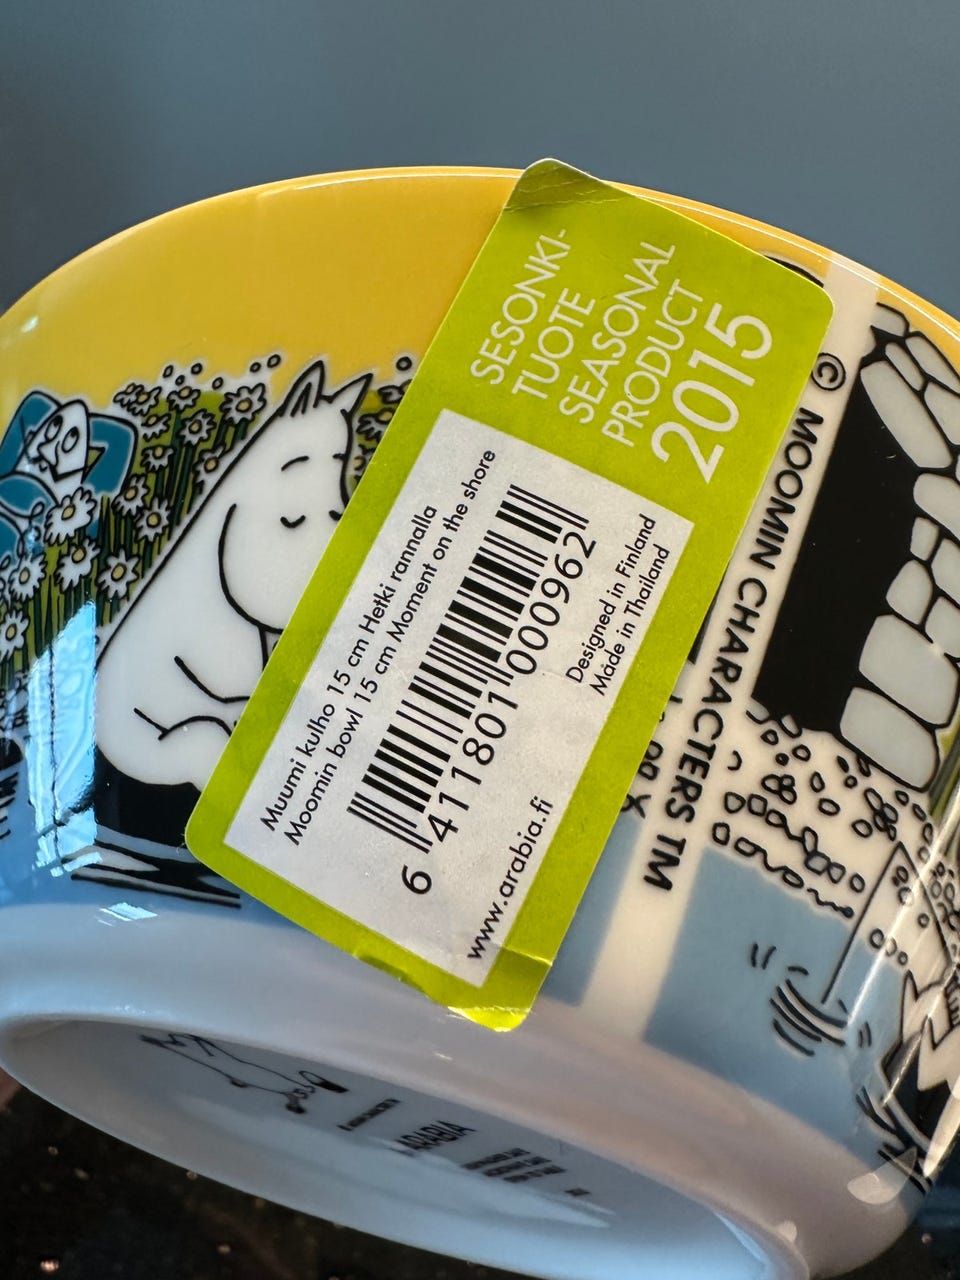 SESONKI-
TUOTE
SEASONAL
PRODUCT
2015
Muumi kulho 15 cm Hetki rannalla
Moomin bowl 15 cm Moment on the shore
6 411801 000962
Designed in Finland
Made in Thailand
www.arabia.fi
© MOOMIN CHARACTERS TM
ARABIA